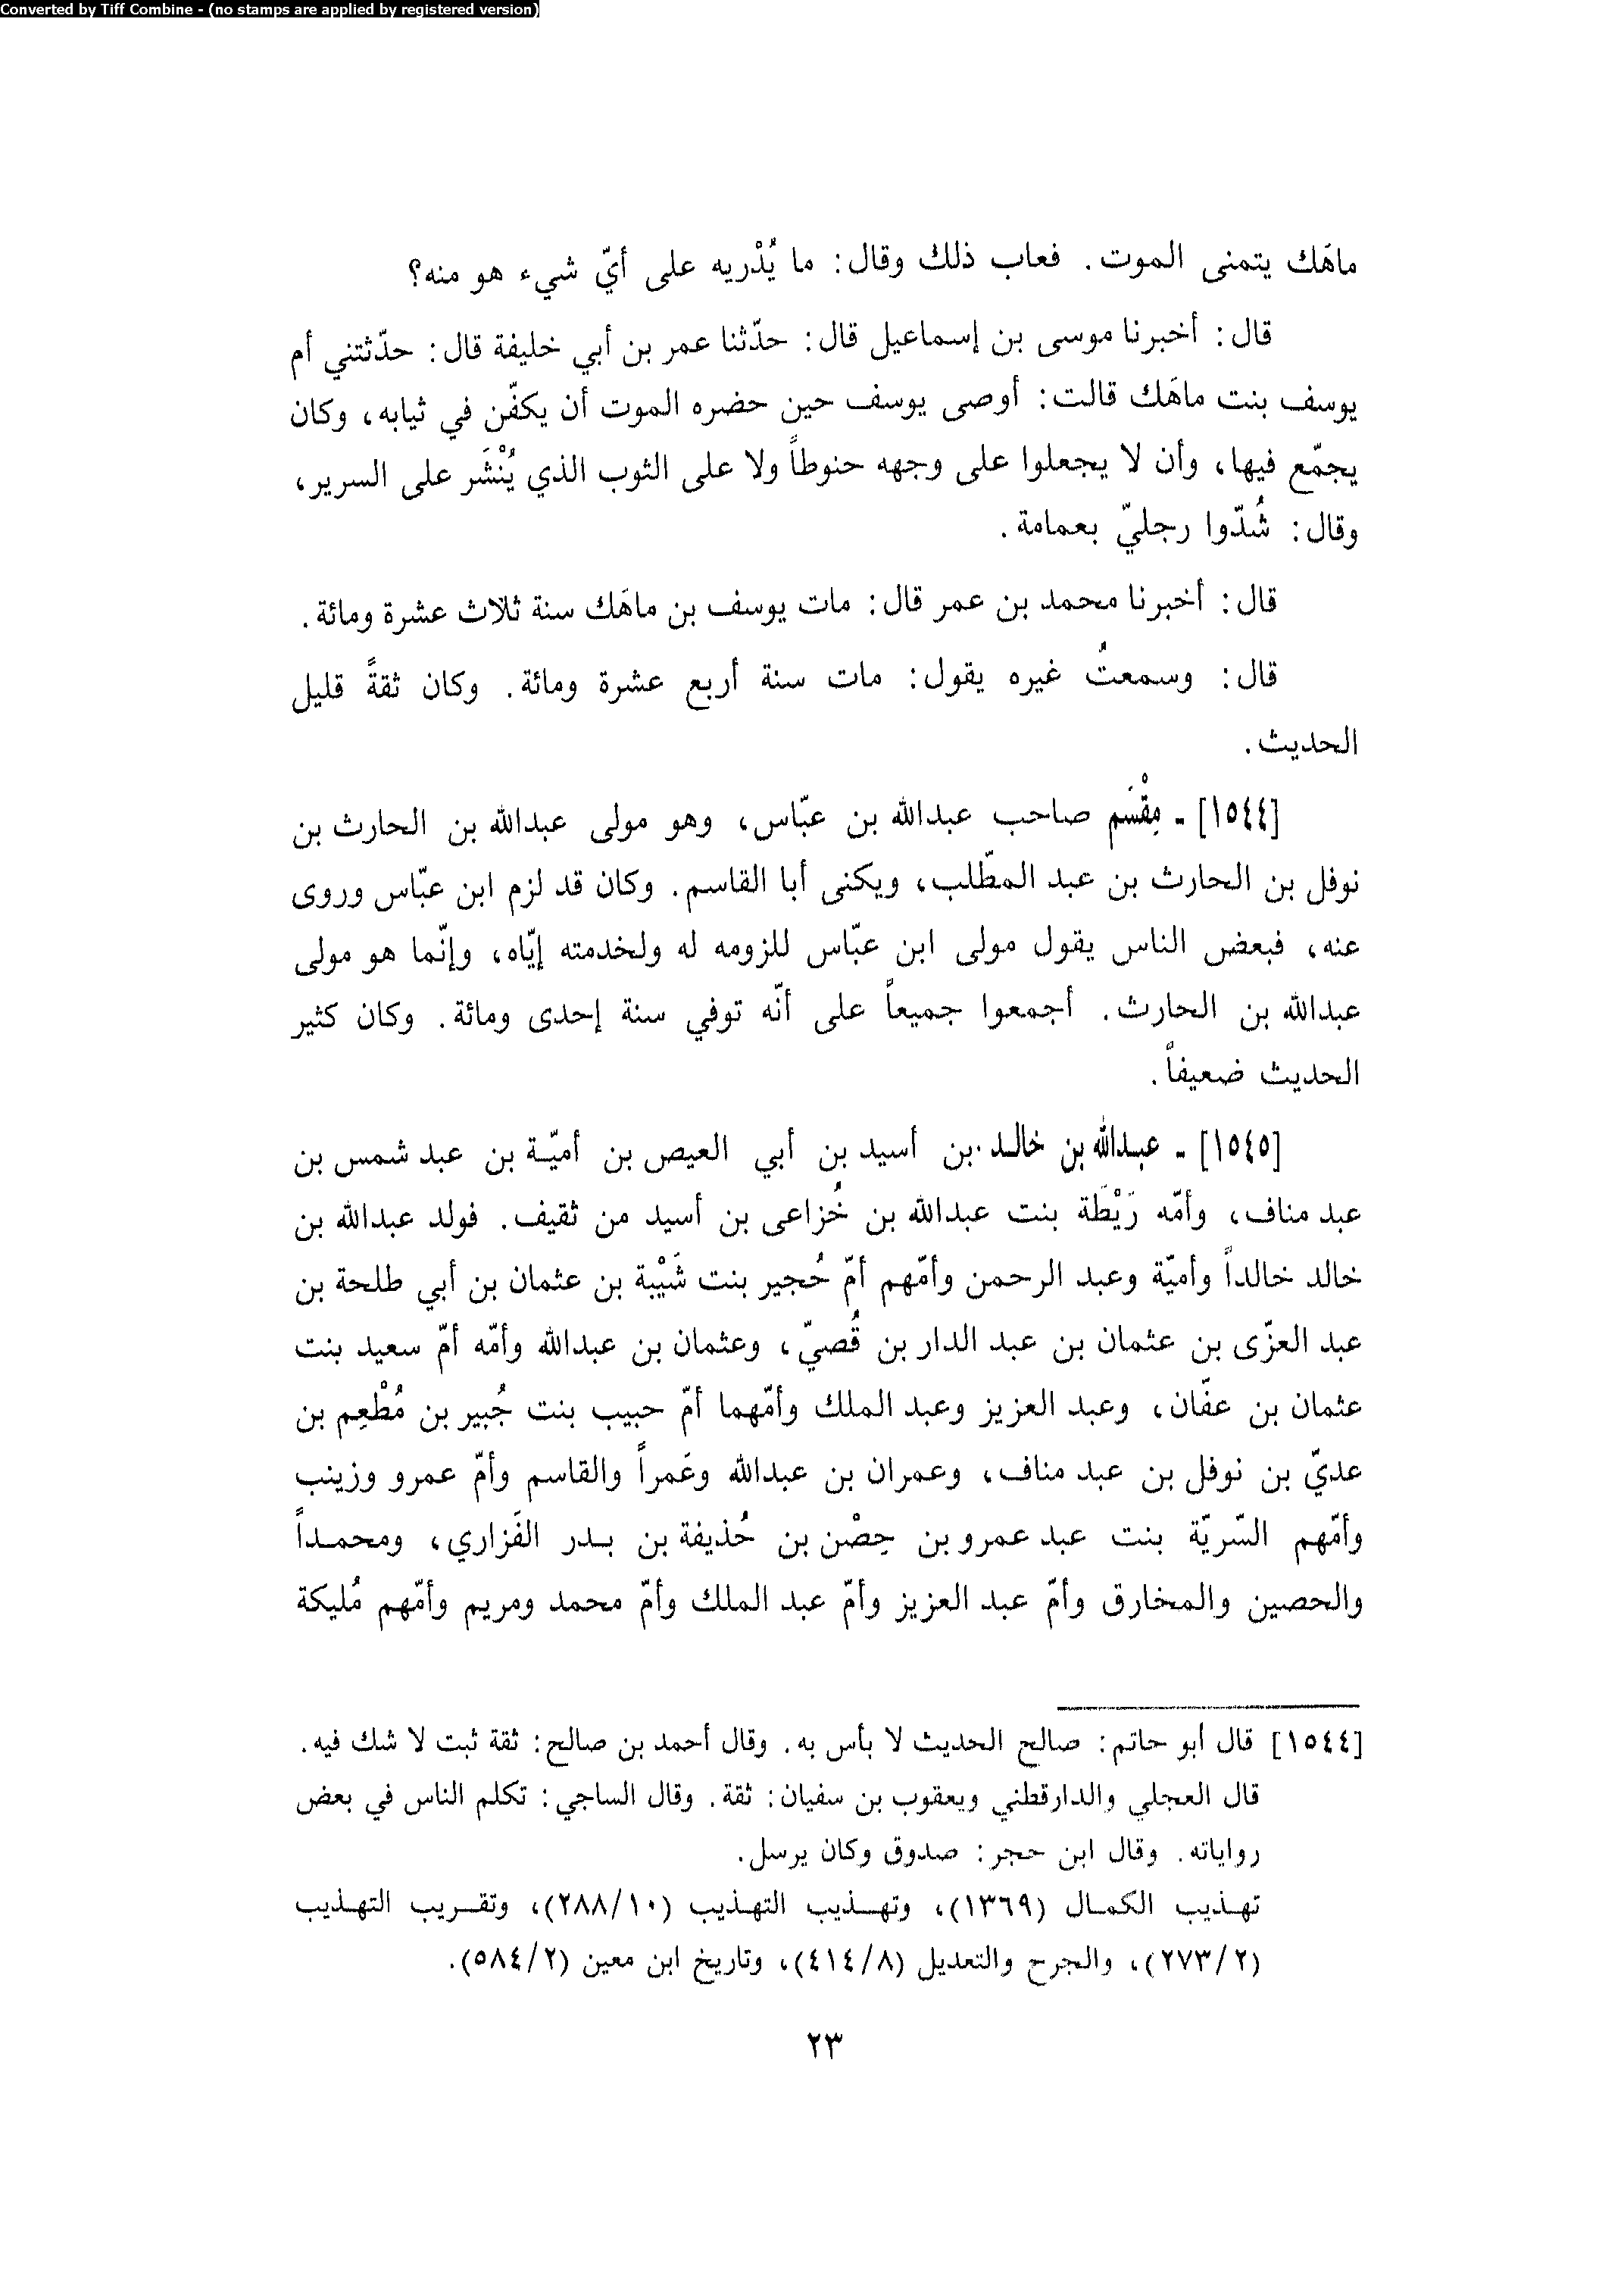 Converted by Tiff Combine - (no stamps are applied by registered version)
ماهَك يتمنى الموت. فعاب ذلك وقال: ما يُدْريه على أيّ شيء هو منه؟
قال: أخبرنا موسى بن إسماعيل قال: حدّثنا عمر بن أبي خليفة قال: حدّثتني أم
يوسف بنت ماهَك قالت: أوصى يوسف حين حضره الموت أن يكفّن في ثيابه، وكان
يجمّع فيها، وأن لا يجعلوا على وجهه حنوطاً ولا على الثوب الذي يُنْشَر على السرير،
وقال: شُدّوا رجليّ بعمامة.
قال: أخبرنا محمد بن عمر قال: مات يوسف بن ماهَك سنة ثلاث عشرة ومائة.
قال: وسمعتُ غيره يقول: مات سنة أربع عشرة ومائة. وكان ثقةً قليل
الحديث.
[١٥٤٤] - مِقْسَم صاحب عبدالله بن عبّاس، وهو مولى عبدالله بن الحارث بن
نوفل بن الحارث بن عبد المطّلب، ويكنى أبا القاسم. وكان قد لزم ابن عبّاس وروى
عنه، فبعض الناس يقول مولى ابن عبّاس للزومه له ولخدمته إيّاه، وإنّما هو مولى
عبدالله بن الحارث. أجمعوا جميعاً على أنّه توفي سنة إحدى ومائة. وكان كثير
الحديث ضعيفاً.
[١٥٤٥] - عبدالله بن خالد بن أسيد بن أبي العيص بن أميّة بن عبد شمس بن
عبد مناف، وأمّه رَيْطَة بنت عبدالله بن خُزاعى بن أسيد من ثقيف. فولد عبدالله بن
خالد خالداً وأميّة وعبد الرحمن وأمّهم أمّ حُجير بنت شَيْبة بن عثمان بن أبي طلحة بن
عبد العزّى بن عثمان بن عبد الدار بن قُصيّ، وعثمان بن عبدالله وأمّه أمّ سعيد بنت
عثمان بن عفّان، وعبد العزيز وعبد الملك وأمّهما أمّ حبيب بنت جُبير بن مُطْعِم بن
عديّ بن نوفل بن عبد مناف، وعمران بن عبدالله وعَمراً والقاسم وأمّ عمرو وزينب
وأمّهم السّريّة بنت عبد عمرو بن حِصْن بن حُذيفة بن بدر الفَزاري، ومحمداً
والحصين والمخارق وأمّ عبد العزيز وأمّ عبد الملك وأمّ محمد ومريم وأمّهم مُليكة
[١٥٤٤] قال أبو حاتم: صالح الحديث لا بأس به. وقال أحمد بن صالح: ثقة ثبت لا شك فيه.
قال العجلي والدارقطني ويعقوب بن سفيان: ثقة. وقال الساجي: تكلم الناس في بعض
رواياته. وقال ابن حجر: صدوق وكان يرسل.
تهذيب الكمال (١٣٦٩)، وتهذيب التهذيب (٢٨٨/١٠)، وتقريب التهذيب
(٢٧٣/٢)، والجرح والتعديل (٤١٤/٨)، وتاريخ ابن معين (٥٨٤/٢).
٢٣